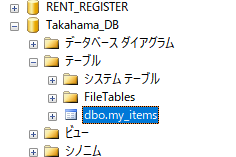 RENT_REGISTER
Takahama_DB
データベース ダイアグラム
テーブル
システム テーブル
FileTables
dbo.my_items
ビュー
シノニム